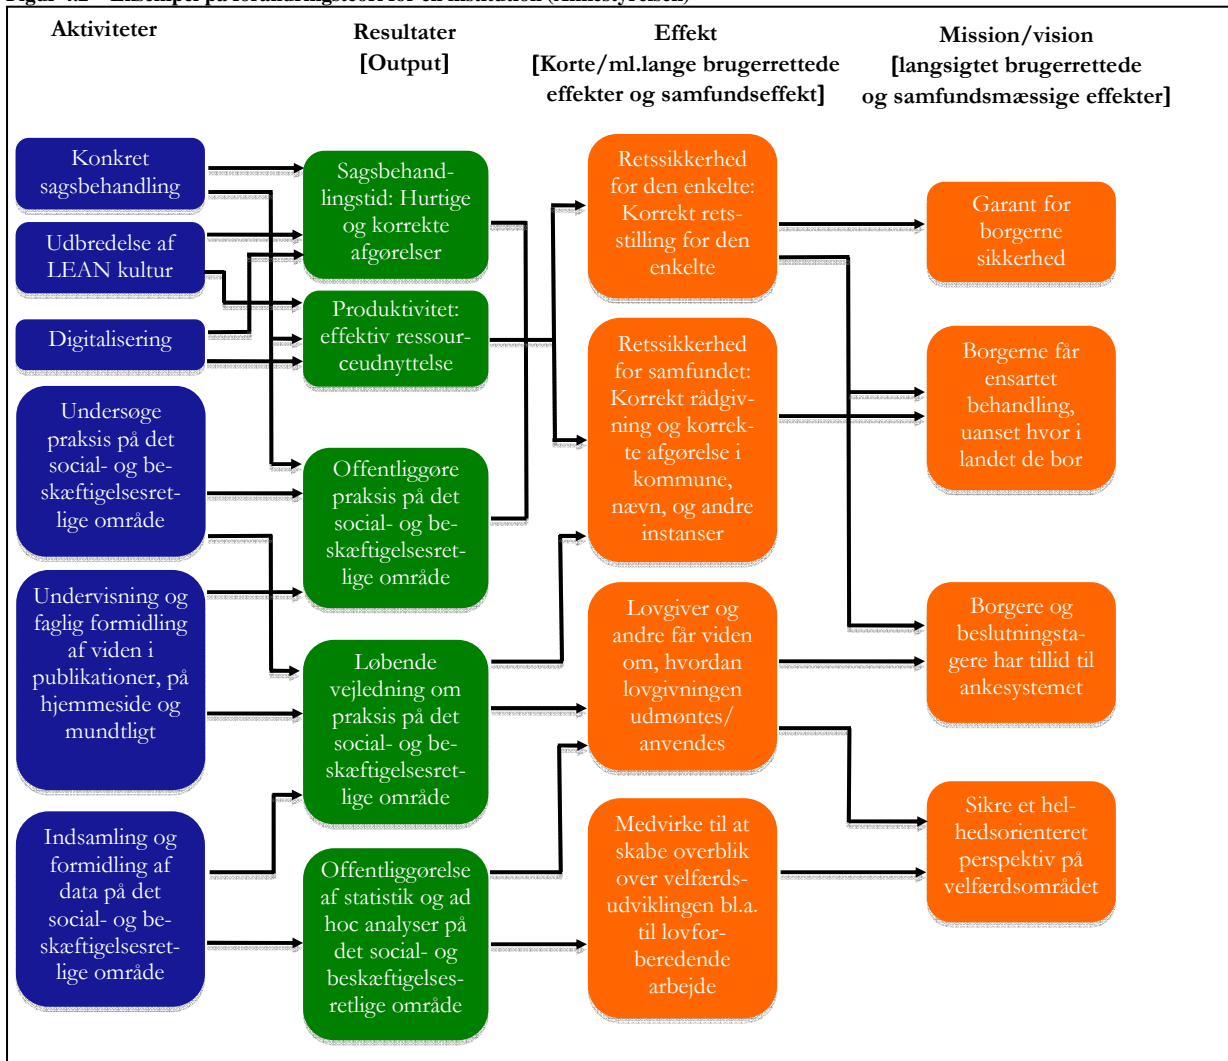 Aktiviteter
Resultater
[Output]
Effekt
[Korte/ml.lange brugerrettede
effekter og samfundseffekt]
Mission/vision
[langsigtet brugerrettede
og samfundsmæssige effekter]
Konkret
sagsbehandling
Udbredelse af
LEAN kultur
Digitalisering
Undersøge
praksis på det
social- og be-
skæftigelsesret-
lige område
Undervisning og
faglig formidling
af viden i
publikationer, på
hjemmeside og
mundtligt
Indsamling og
formidling af
data på det
social- og be-
skæftigelsesret-
lige område
Sagsbehand-
lingstid: Hurtige
og korrekte
afgørelser
Produktivitet:
effektiv ressour-
ceudnyttelse
Offentliggøre
praksis på det
social- og be-
skæftigelsesret-
lige område
Løbende
vejledning om
praksis på det
social- og be-
skæftigelsesret-
lige område
Offentliggørelse
af statistik og ad
hoc analyser på
det social- og
beskæftigelses-
retlige område
Retssikkerhed
for den enkelte:
Korrekt rets-
stilling for den
enkelte
Retssikkerhed
for samfundet:
Korrekt rådgiv-
ning og korrek-
te afgørelse i
kommune,
nævn, og andre
instanser
Lovgiver og
andre får viden
om, hvordan
lovgivningen
udmøntes/
anvendes
Medvirke til at
skabe overblik
over velfærds-
udviklingen bl.a.
til lovfor-
beredende
arbejde
Garant for
borgerne
sikkerhed
Borgerne får
ensartet
behandling,
uanset hvor i
landet de bor
Borgere og
beslutningsta-
gere har tillid til
ankesystemet
Sikre et hel-
hedsorienteret
perspektiv på
velfærdsområdet